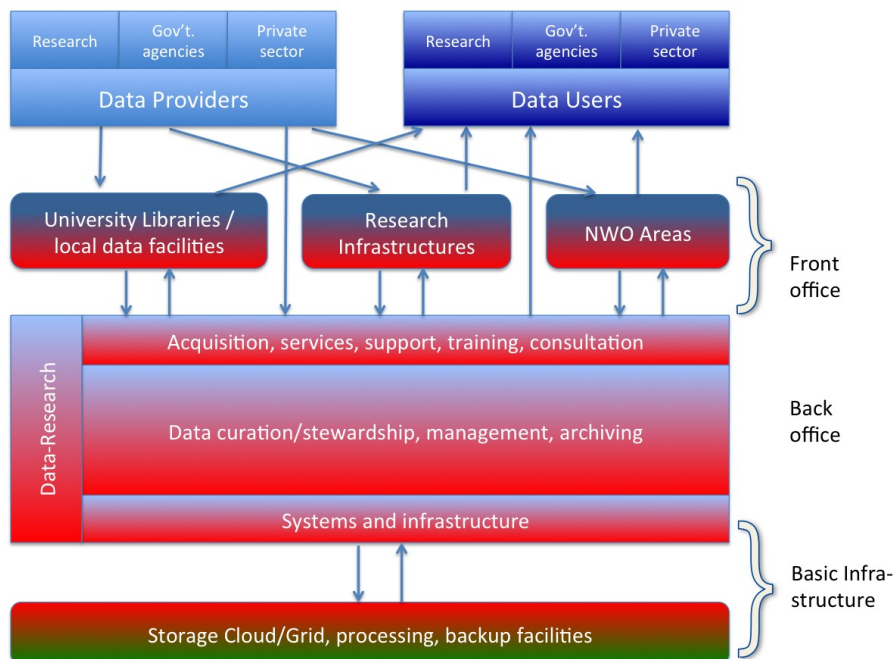 Research
Gov't.
agencies
Private
sector
Data Providers
Research
Gov't.
agencies
Private
sector
Data Users
University Libraries /
local data facilities
Research
Infrastructures
NWO Areas
Front
office
Data-Research
Acquisition, services, support, training, consultation
Data curation/stewardship, management, archiving
Systems and infrastructure
Back
office
Basic Infra-
structure
Storage Cloud/Grid, processing, backup facilities